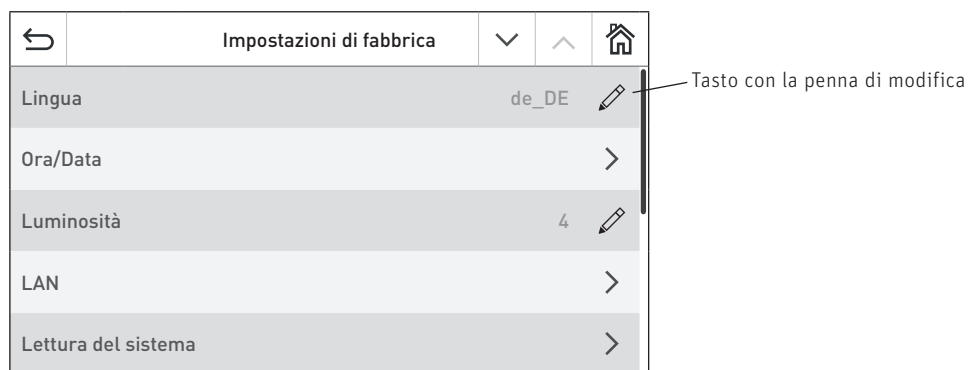 Impostazioni di fabbrica
Tasto con la penna di modifica
Lingua de_DE
Ora/Data
Luminosità 4
LAN
Lettura del sistema